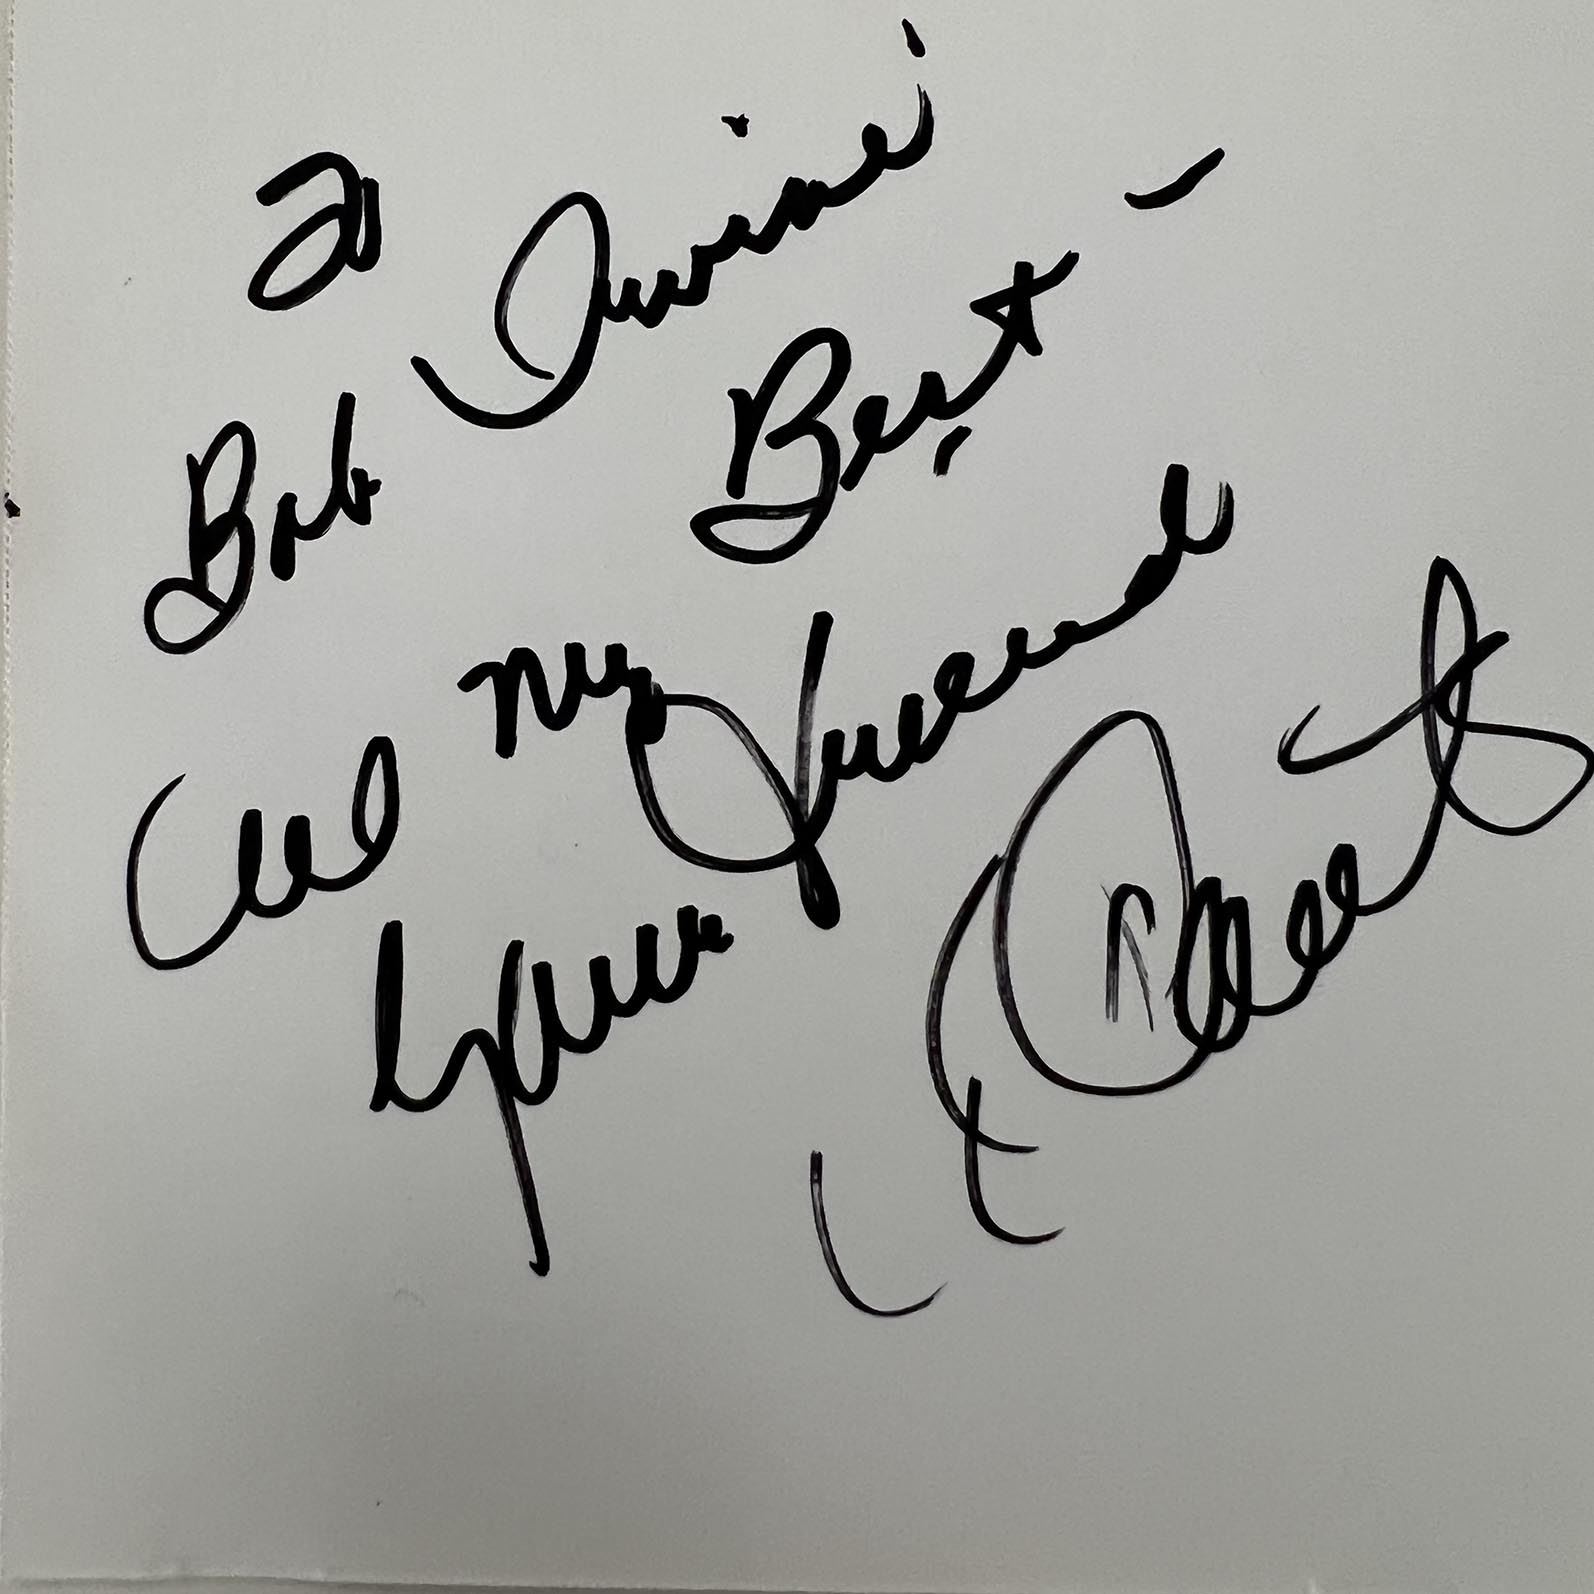 To
Bob Irvine!
All my Best -
Your friend